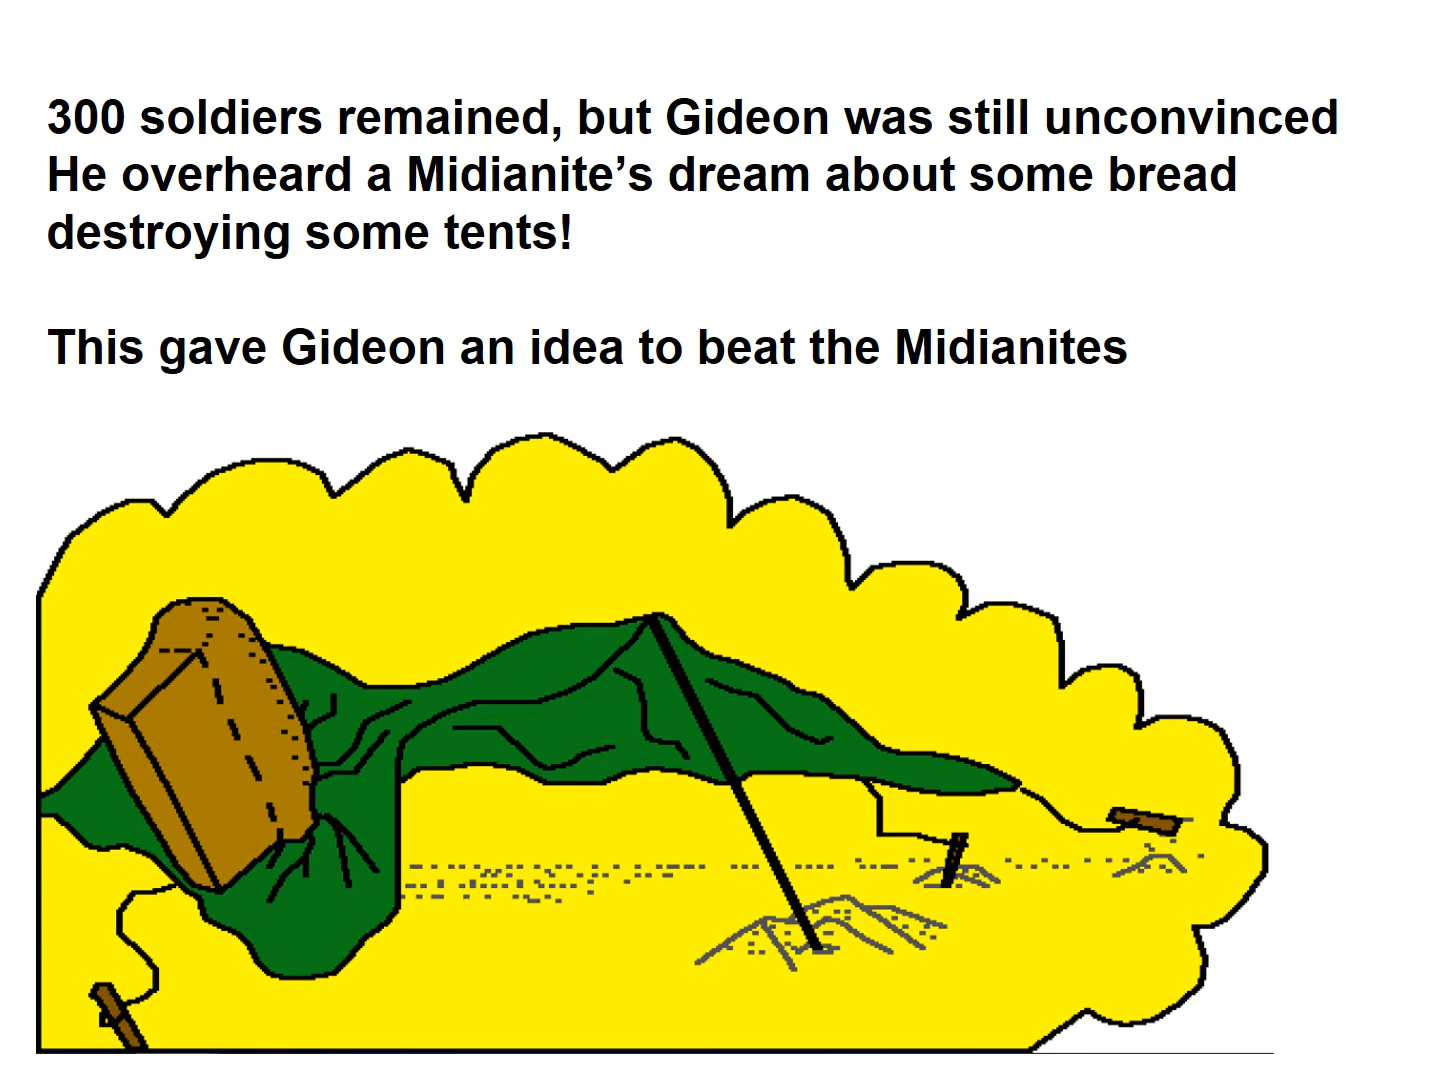 300 soldiers remained, but Gideon was still unconvinced
He overheard a Midianite’s dream about some bread
destroying some tents!
This gave Gideon an idea to beat the Midianites